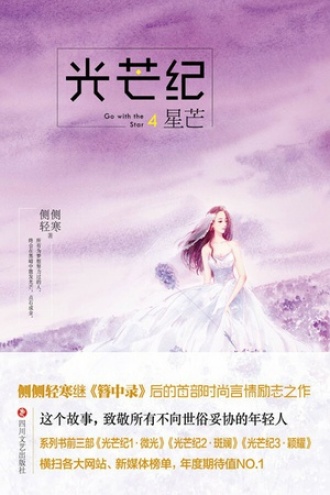 光芒纪
Go with the
Star
4
星芒
侧侧
轻寒
著
侧侧轻寒继《簪中录》后的首部时尚言情励志之作
这个故事，致敬所有不向世俗妥协的年轻人
系列书前三部《光芒纪1·微光》《光芒纪2·斑斓》《光芒纪3·颖耀》
横扫各大网站、新媒体榜单，年度期待值NO.1
四川文艺出版社